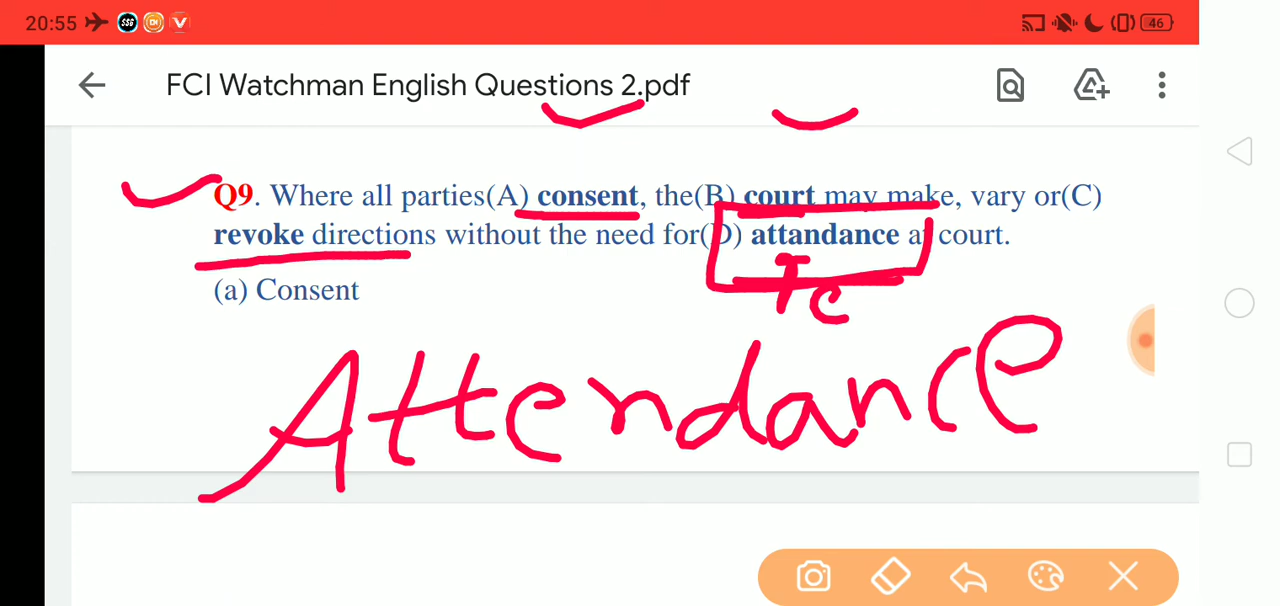 20:55 46
FCI Watchman English Questions 2.pdf
Q9. Where all parties(A) consent, the(B) court may make, vary or(C)
revoke directions without the need for(D) attandance at court.
e
(a) Consent
Attendance